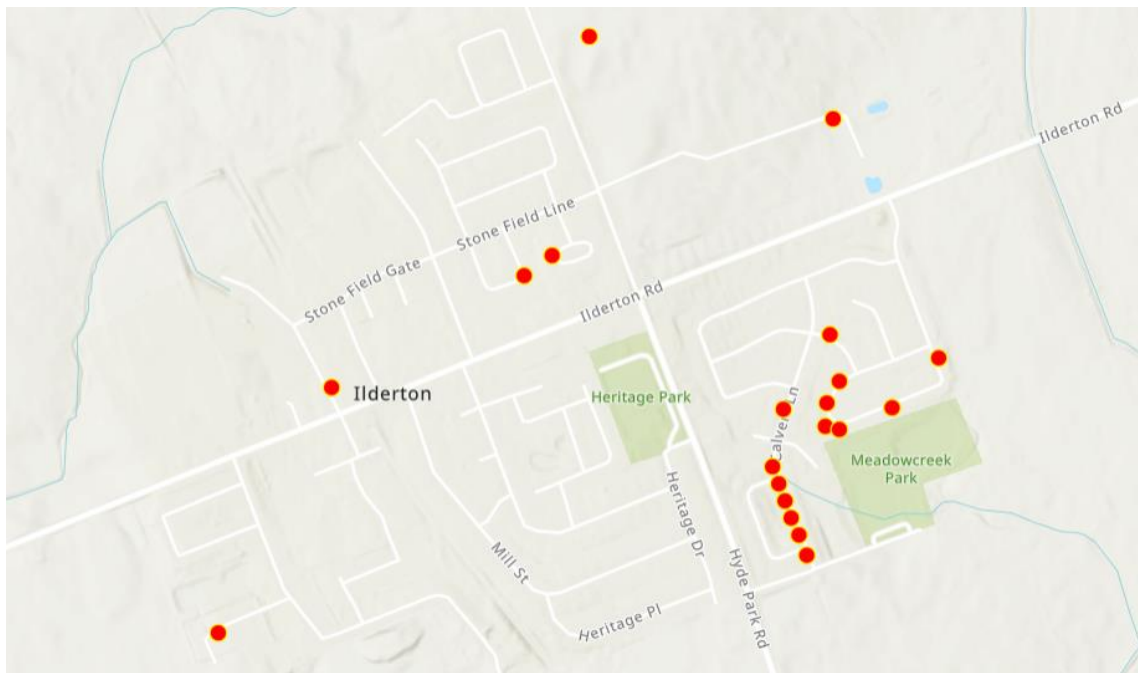 Ilderton Rd
Stone Field Line
Stone Field Gate
Ilderton Rd
Ilderton
Heritage Park
Calvert Ln
Meadowcreek
Park
Heritage Dr
Mill St
Hyde Park Rd
Heritage Pl